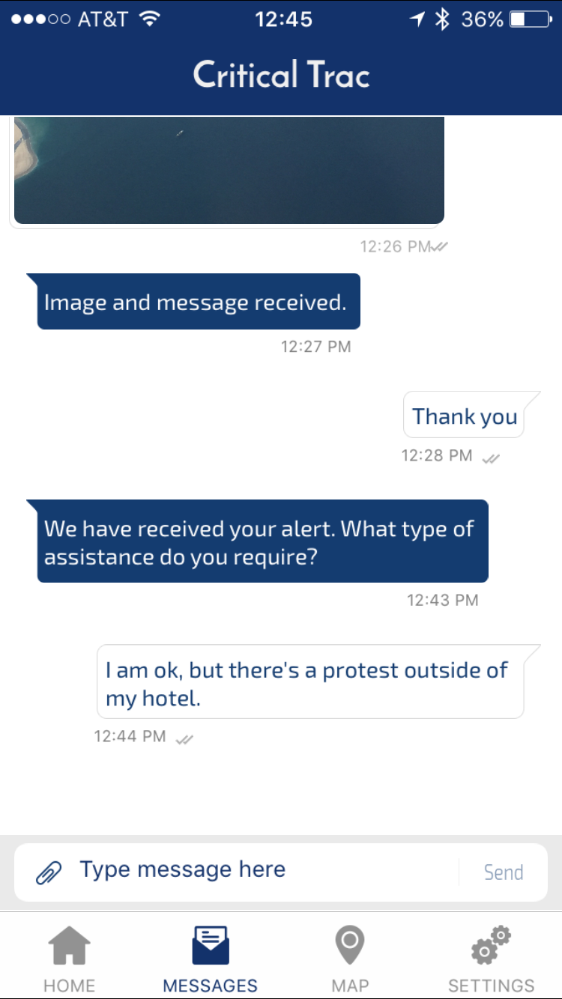 AT&T 12:45 36%
Critical Trac
12:26 PM
Image and message received.
12:27 PM
Thank you
12:28 PM
We have received your alert. What type of
assistance do you require?
12:43 PM
I am ok, but there's a protest outside of
my hotel.
12:44 PM
Type message here Send
HOME MESSAGES MAP SETTINGS